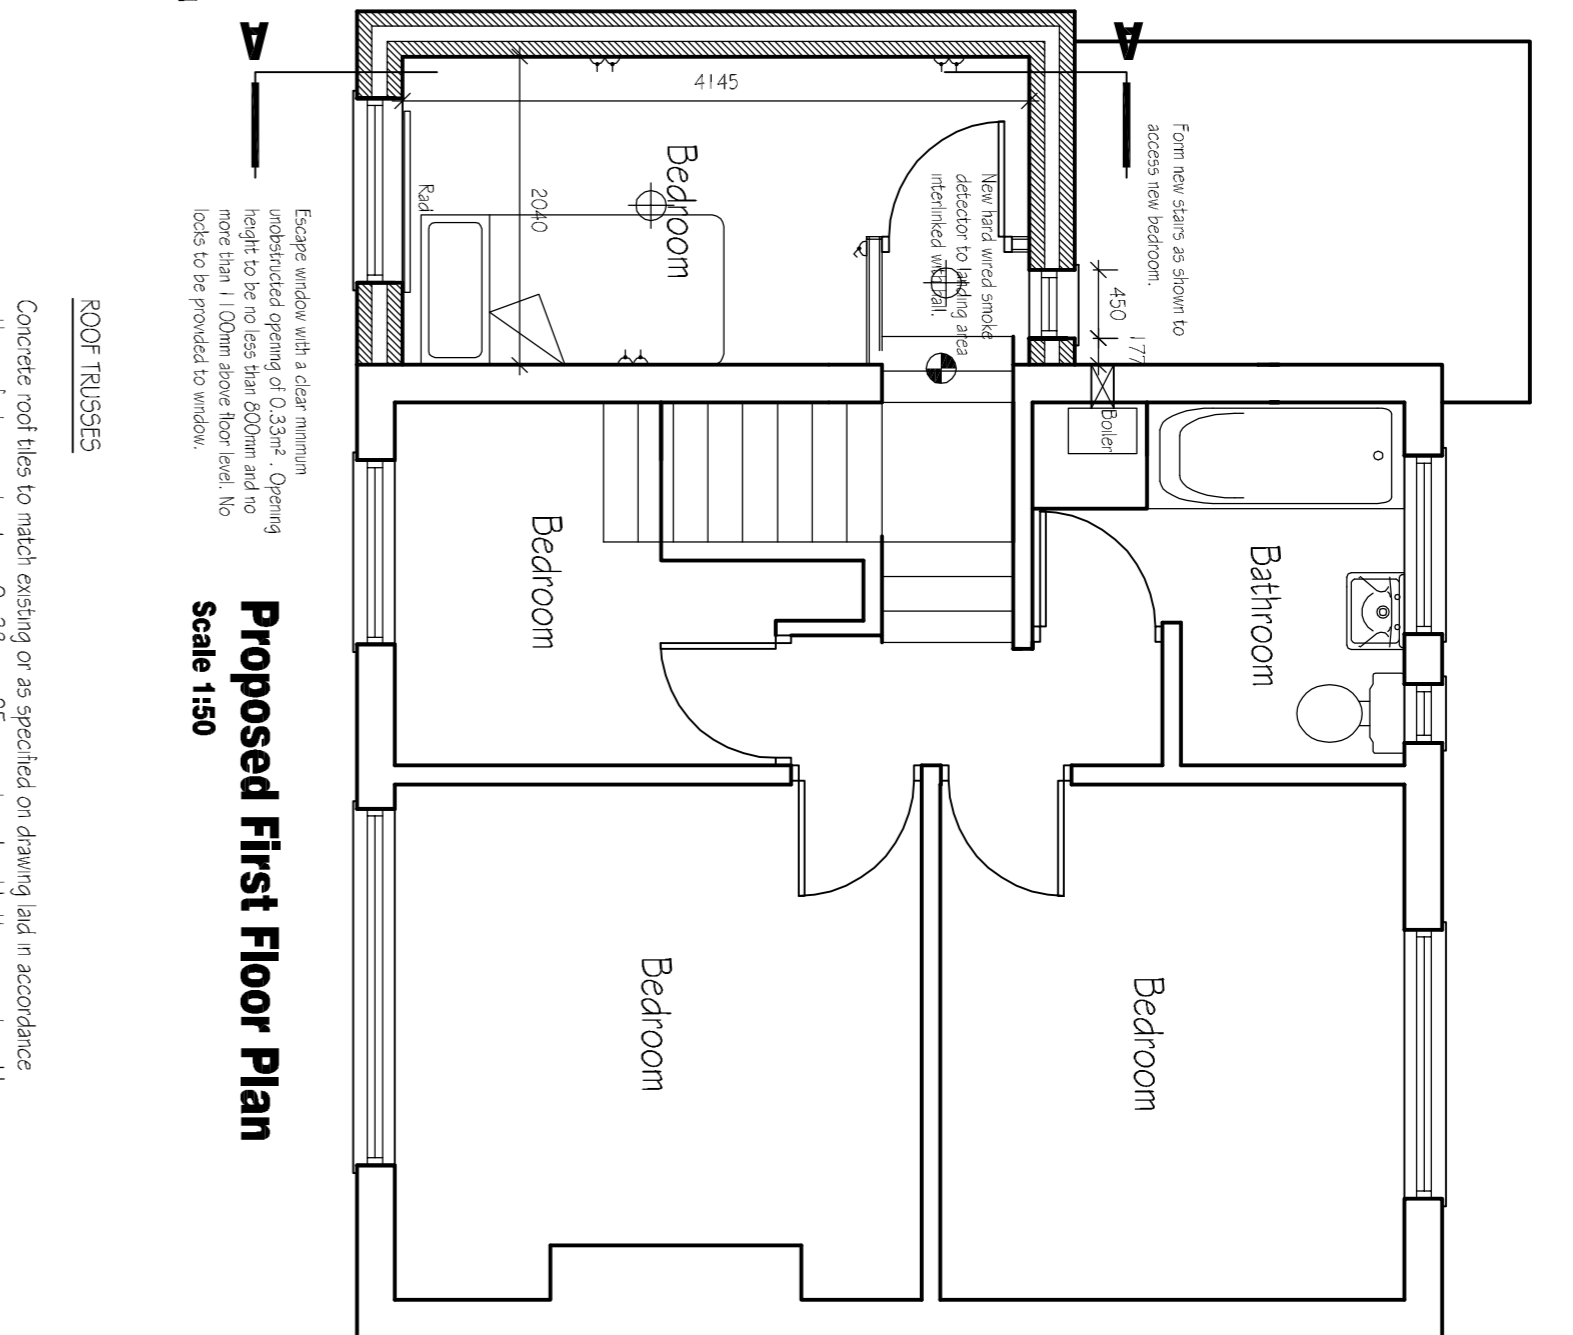 A
A
4145
Form new stairs as shown to
access new bedroom.
Bedroom
New hard wired smoke
detector to landing area
interlinked with hall.
Rad
2040
450
177
Boiler
Escape window with a clear minimum
unobstructed opening of 0.33m² . Opening
height to be no less than 800mm and no
more than 1100mm above floor level. No
locks to be provided to window.
Bedroom
Bathroom
Bedroom
Bedroom
Proposed First Floor Plan
Scale 1:50
ROOF TRUSSES
Concrete roof tiles to match existing or as specified on drawing laid in accordance